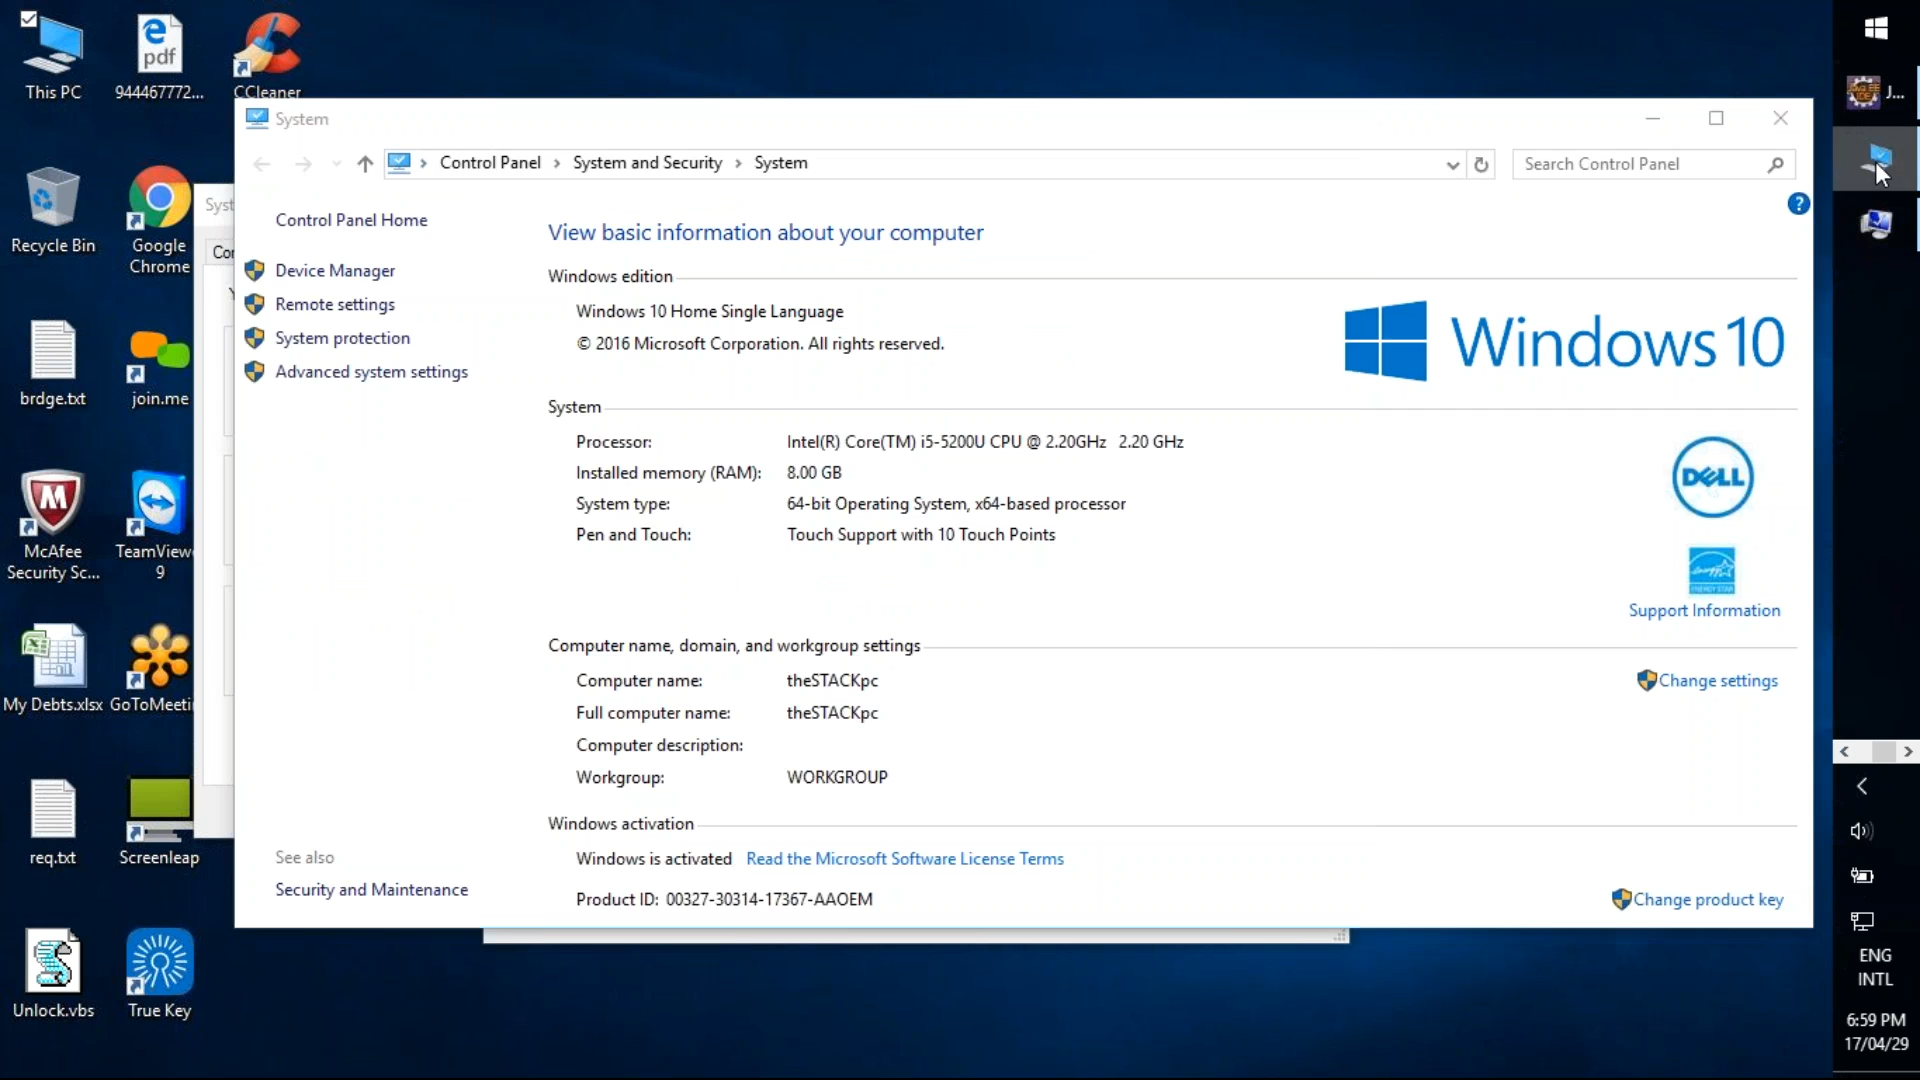 This PC
pdf
944467772...
CCleaner
Recycle Bin
Google
Chrome
brdge.txt
join.me
McAfee
Security Sc...
TeamView
9
My Debts.xlsx
GoToMeeti
req.txt
Screenleap
Unlock.vbs
True Key
Syst
Cor
System
Control Panel
System and Security
System
Search Control Panel
?
Control Panel Home
Device Manager
Remote settings
System protection
Advanced system settings
View basic information about your computer
Windows edition
Windows 10 Home Single Language
© 2016 Microsoft Corporation. All rights reserved.
Windows 10
System
Processor: Intel(R) Core(TM) i5-5200U CPU @ 2.20GHz 2.20 GHz
Installed memory (RAM): 8.00 GB
System type: 64-bit Operating System, x64-based processor
Pen and Touch: Touch Support with 10 Touch Points
DELL
ENERGY STAR
Support Information
Computer name, domain, and workgroup settings
Computer name: theSTACKpc
Change settings
Full computer name: theSTACKpc
Computer description:
Workgroup: WORKGROUP
Windows activation
Windows is activated Read the Microsoft Software License Terms
Product ID: 00327-30314-17367-AAOEM
Change product key
See also
Security and Maintenance
Java EE
IDE
J...
ENG
INTL
6:59 PM
17/04/29